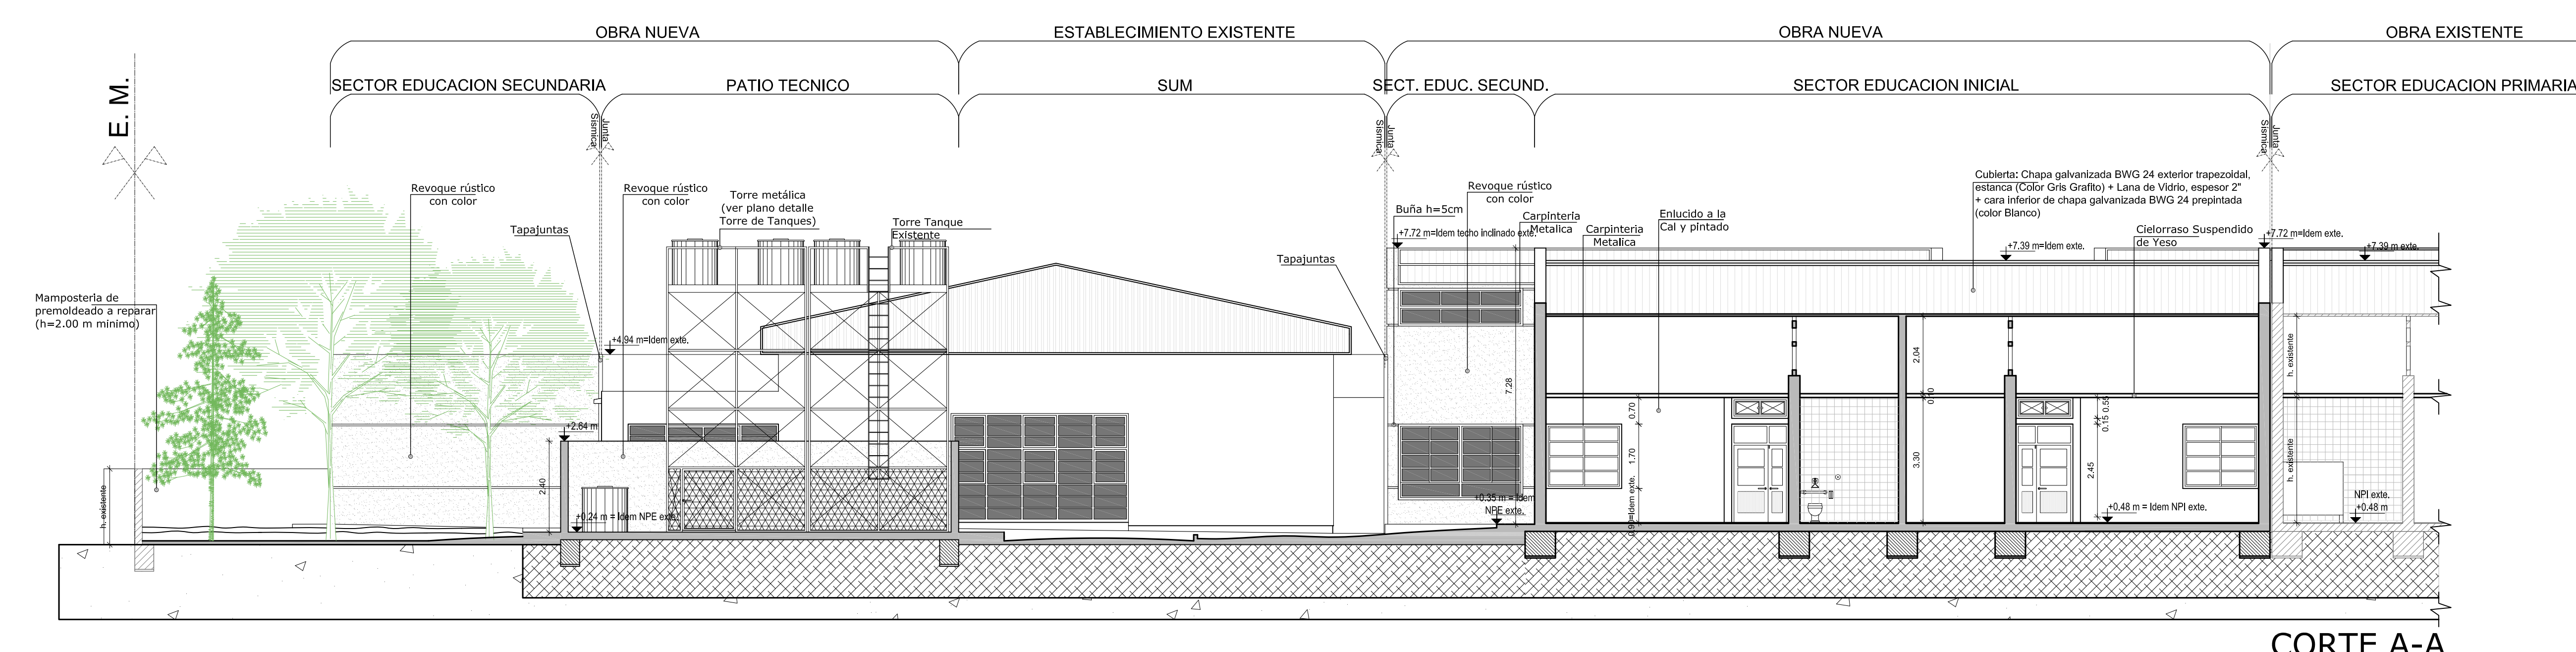 OBRA NUEVA
ESTABLECIMIENTO EXISTENTE
OBRA NUEVA
OBRA EXISTENTE
SECTOR EDUCACION SECUNDARIA
PATIO TECNICO
SUM
SECT. EDUC. SECUND.
SECTOR EDUCACION INICIAL
SECTOR EDUCACION PRIMARIA
E. M.
Junta
Sismica
Junta
Sismica
Junta
Sismica
Revoque rústico
con color
Revoque rústico
con color
Torre metálica
(ver plano detalle
Torre de Tanques)
Torre Tanque
Existente
Tapajuntas
Tapajuntas
Mampostería de
premoldeado a reparar
(h=2.00 m minimo)
Buña h=5cm
Revoque rústico
con color
Carpintería
Metalica
Carpinteria
Metalica
Enlucido a la
Cal y pintado
Cubierta: Chapa galvanizada BWG 24 exterior trapezoidal,
estanca (Color Gris Grafito) + Lana de Vidrio, espesor 2"
+ cara inferior de chapa galvanizada BWG 24 prepintada
(color Blanco)
Cielorraso Suspendido
de Yeso
+7.72 m=Idem techo inclinado exte.
+7.39 m=Idem exte.
+7.72 m=Idem exte.
+7.39 m exte.
+4.94 m=Idem exte.
+2.64 m
2.40
+0.24 m = Idem NPE exte.
h. existente
7.28
+0.35 m = Idem
NPE exte.
0.70
1.70
0.90=Idem exte.
2.04
0.10
3.30
0.55
0.15
2.45
+0.48 m = Idem NPI exte.
h. existente
h. existente
NPI exte.
+0.48 m
CORTE A-A